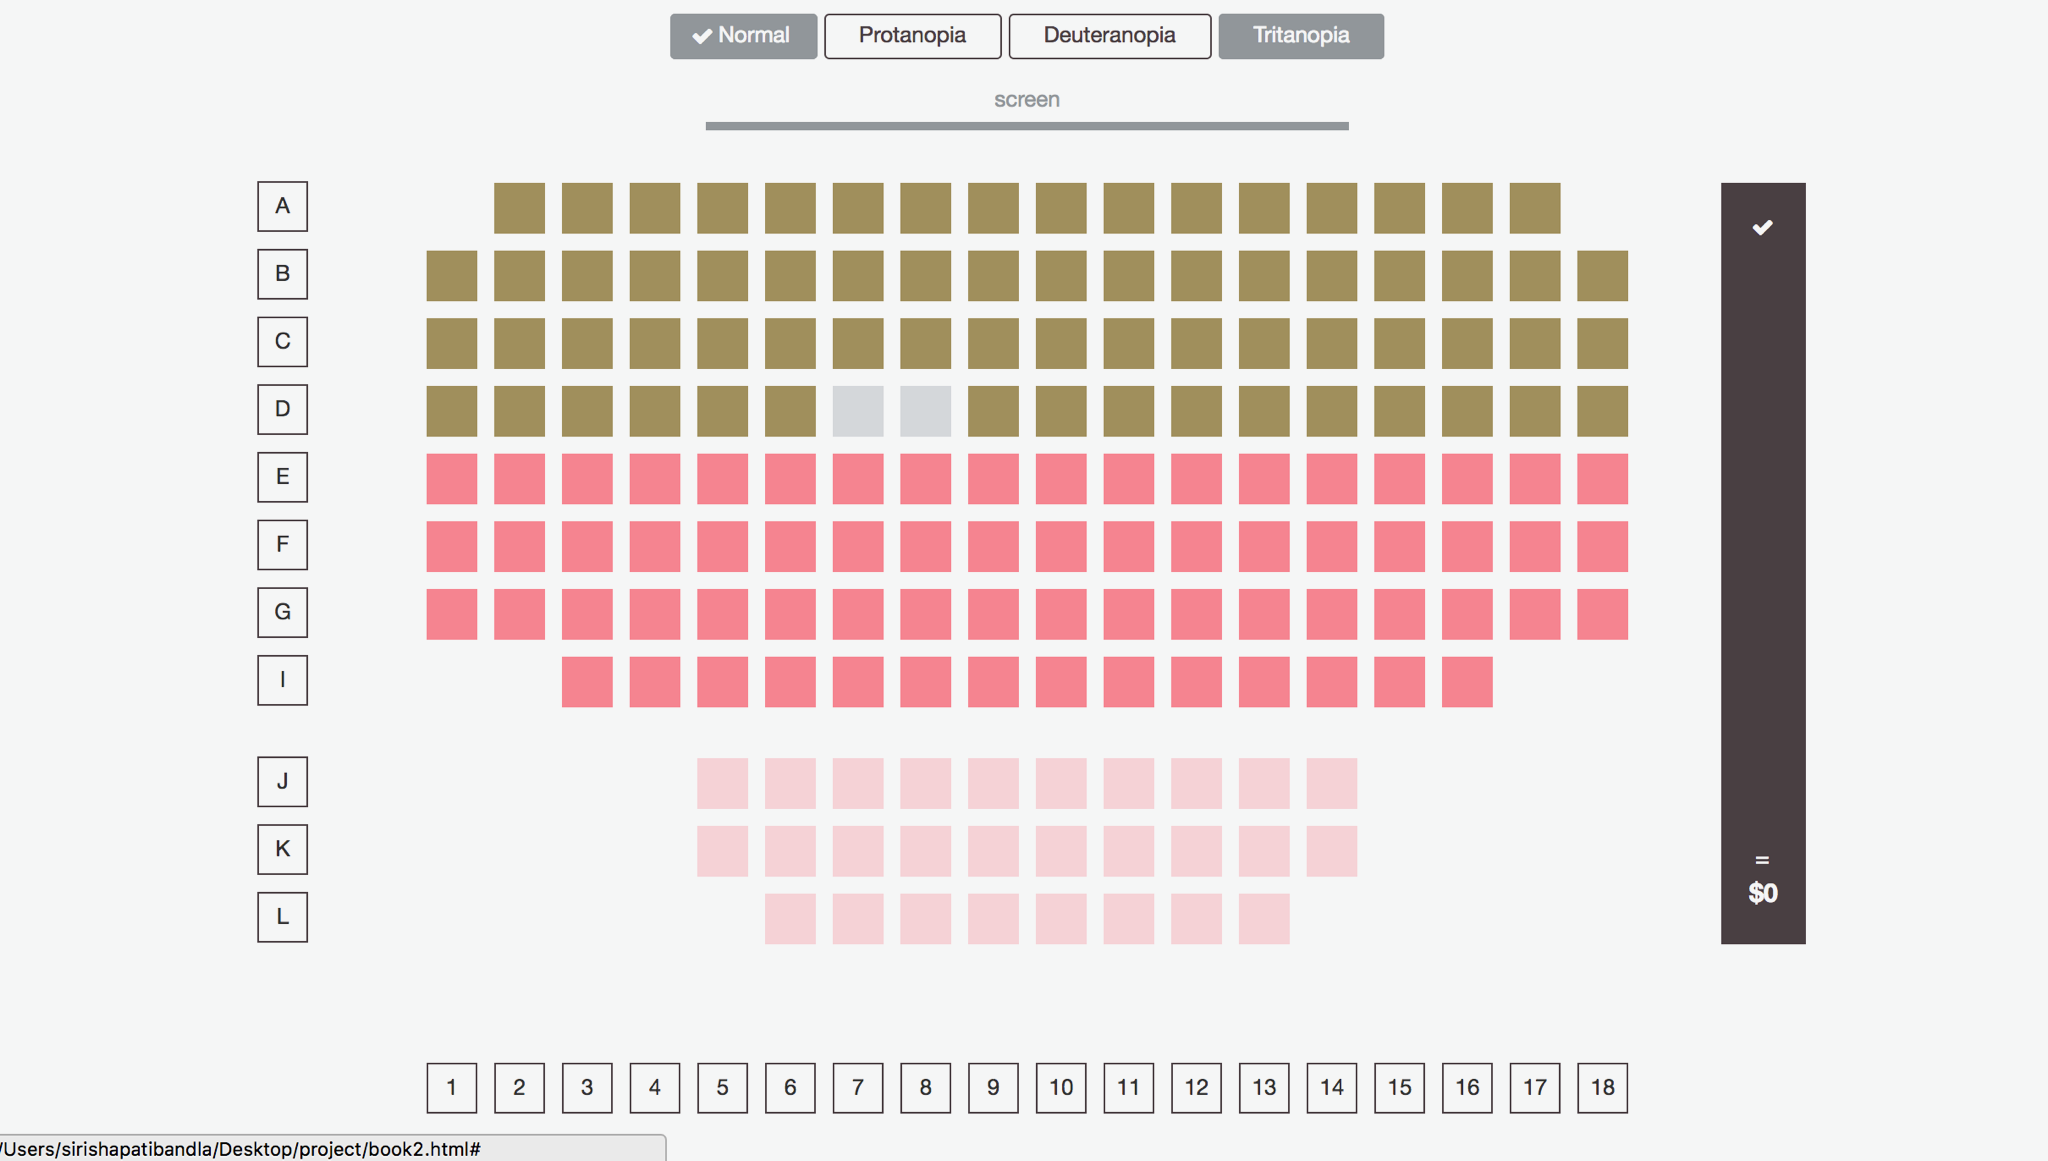 Normal
Protanopia
Deuteranopia
Tritanopia
screen
A
B
C
D
E
F
G
I
J
K
L
=
$0
1 2 3 4 5 6 7 8 9 10 11 12 13 14 15 16 17 18
/Users/sirishapatibandla/Desktop/project/book2.html#